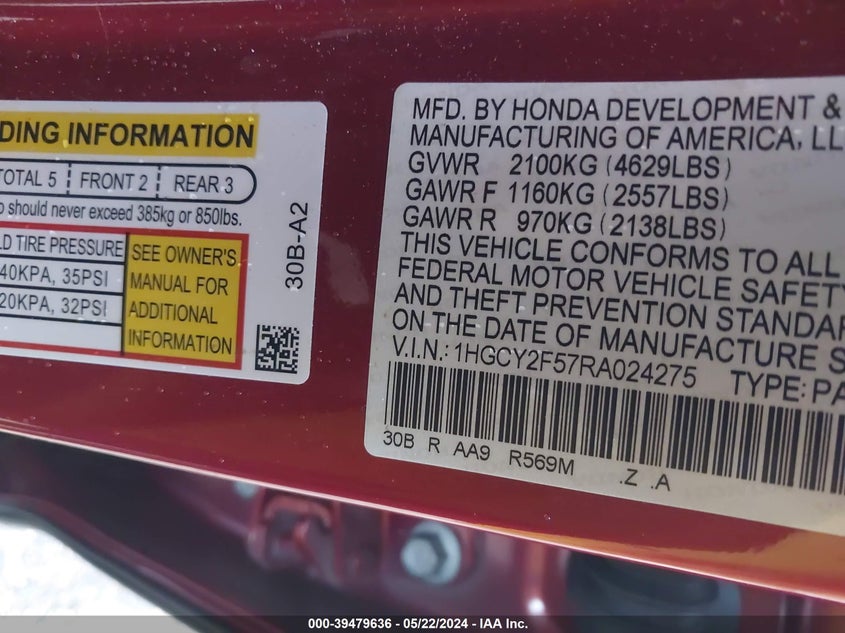 DING INFORMATION
TOTAL 5 FRONT 2 REAR 3
o should never exceed 385kg or 850lbs.
LD TIRE PRESSURE
40KPA, 35PSI
20KPA, 32PSI
SEE OWNER'S
MANUAL FOR
ADDITIONAL
INFORMATION
30B-A2
MFD. BY HONDA DEVELOPMENT &
MANUFACTURING OF AMERICA, LL
GVWR 2100KG (4629LBS)
GAWR F 1160KG (2557LBS)
GAWR R 970KG (2138LBS)
THIS VEHICLE CONFORMS TO ALL
FEDERAL MOTOR VEHICLE SAFETY
AND THEFT PREVENTION STANDAR
ON THE DATE OF MANUFACTURE S
V.I.N.: 1HGCY2F57RA024275 TYPE: PA
30B R AA9 R569M .Z .A
000-39479636 - 05/22/2024 - IAA Inc.